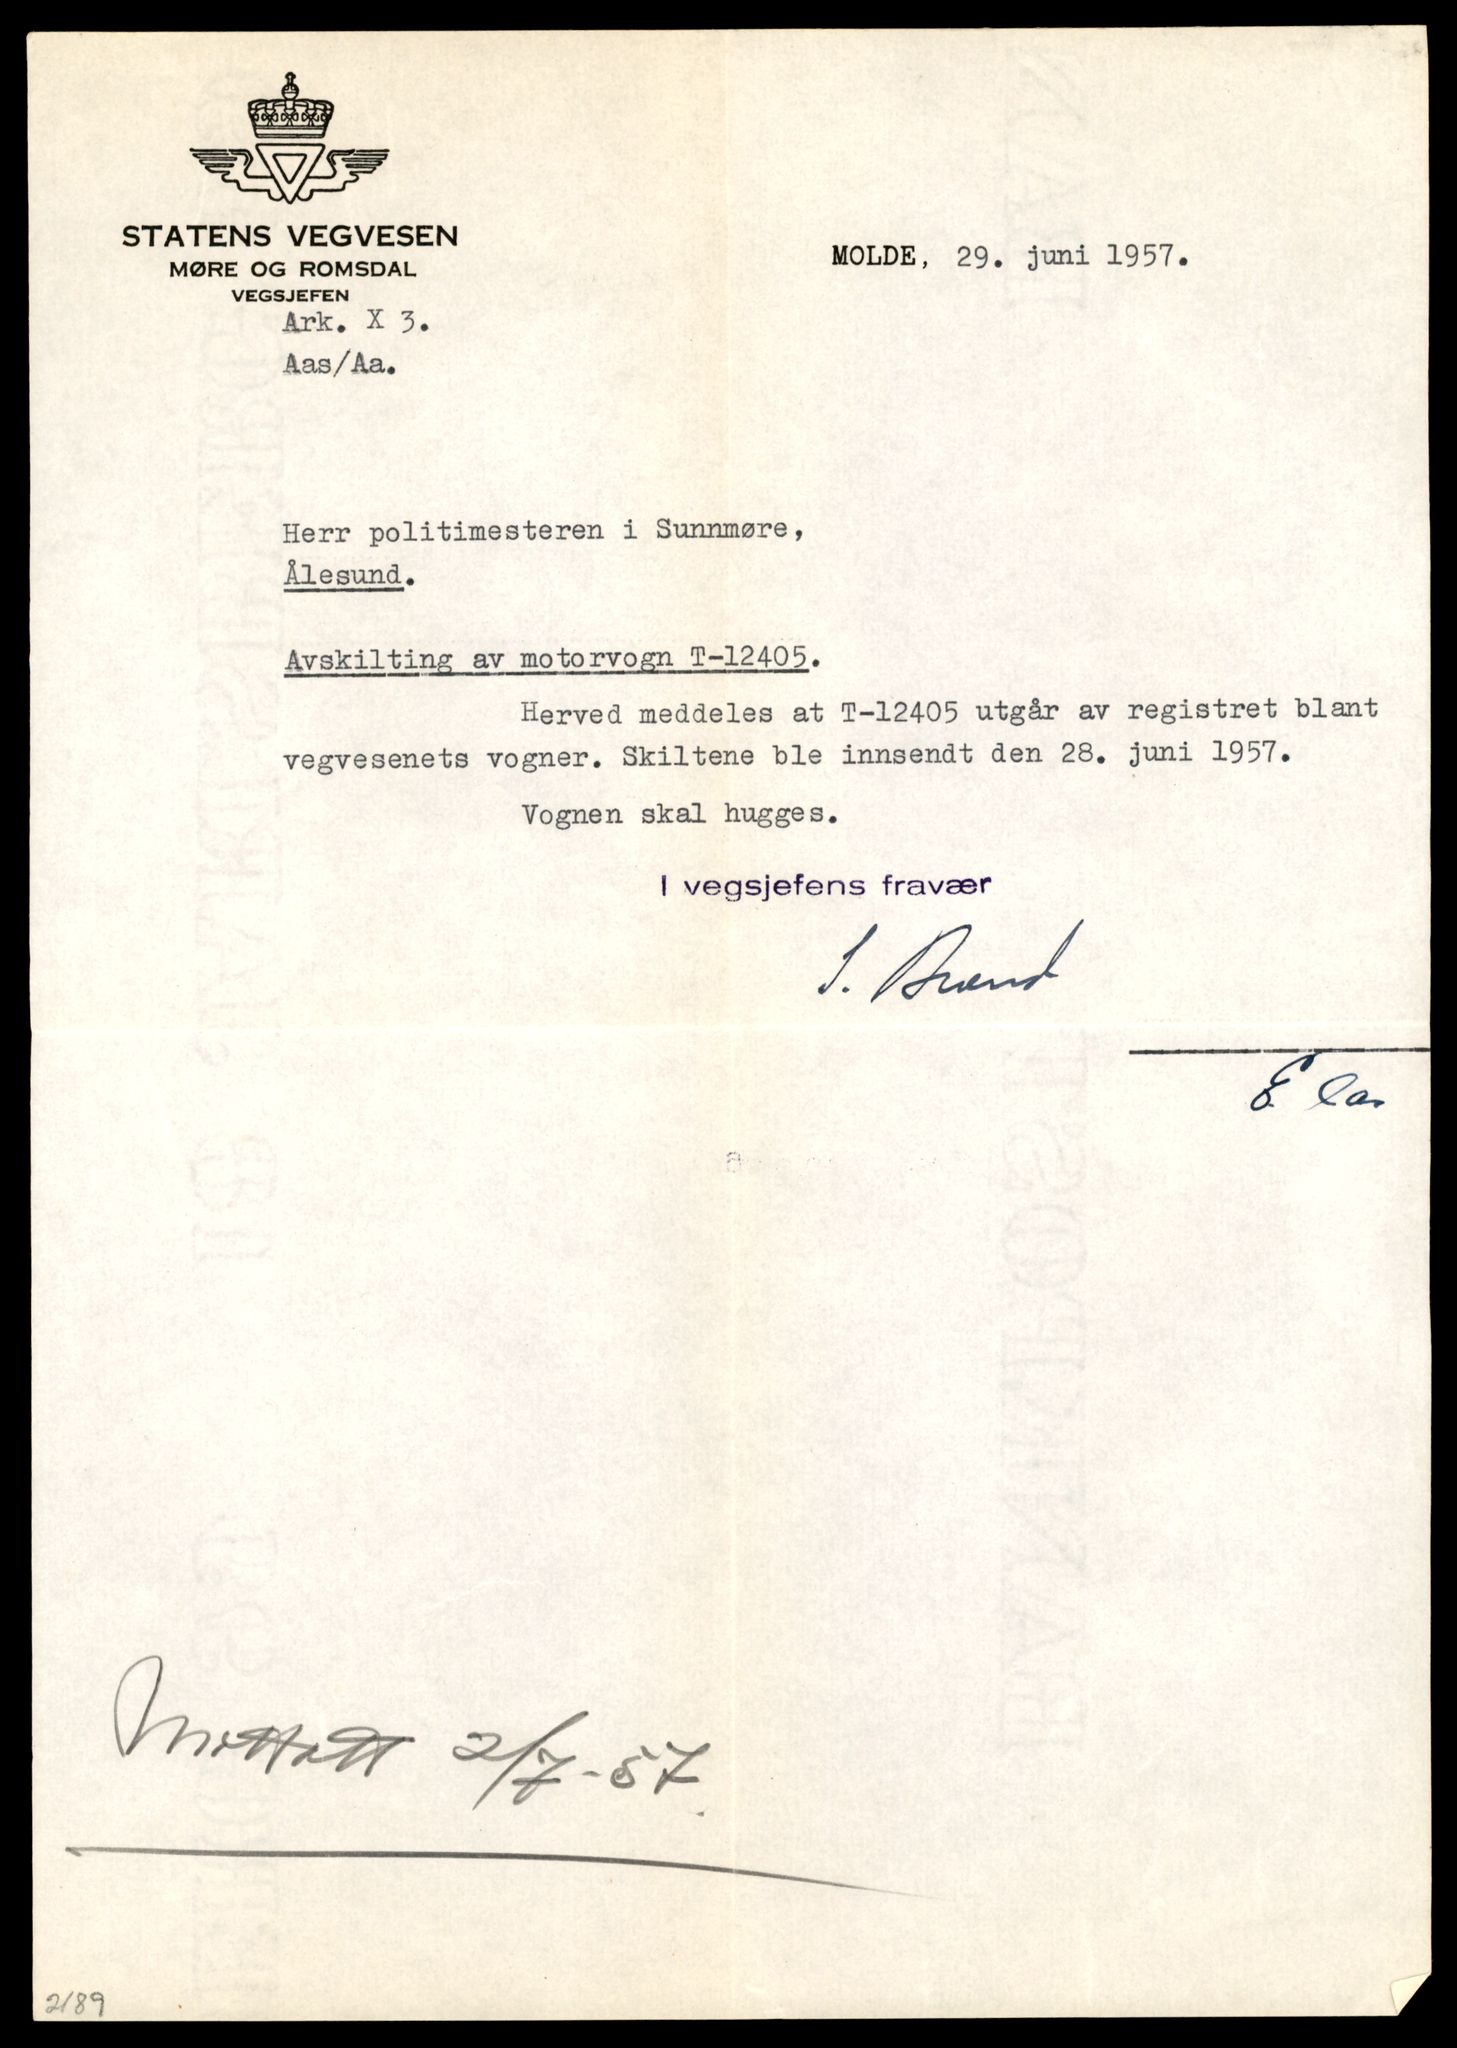 STATENS VEGVESEN
MØRE OG ROMSDAL
VEGSJEFEN
MOLDE, 29. juni 1957.
Ark. X 3.
Aas/Aa.
Herr politimesteren i Sunnmøre,
Ålesund.
Avskilting av motorvogn T-12405.
Herved meddeles at T-12405 utgår av registret blant
vegvesenets vogner. Skiltene ble innsendt den 28. juni 1957.
Vognen skal hugges.
I vegsjefens fravær
S. Brand
E.
Mottatt 2/7-57.
2189